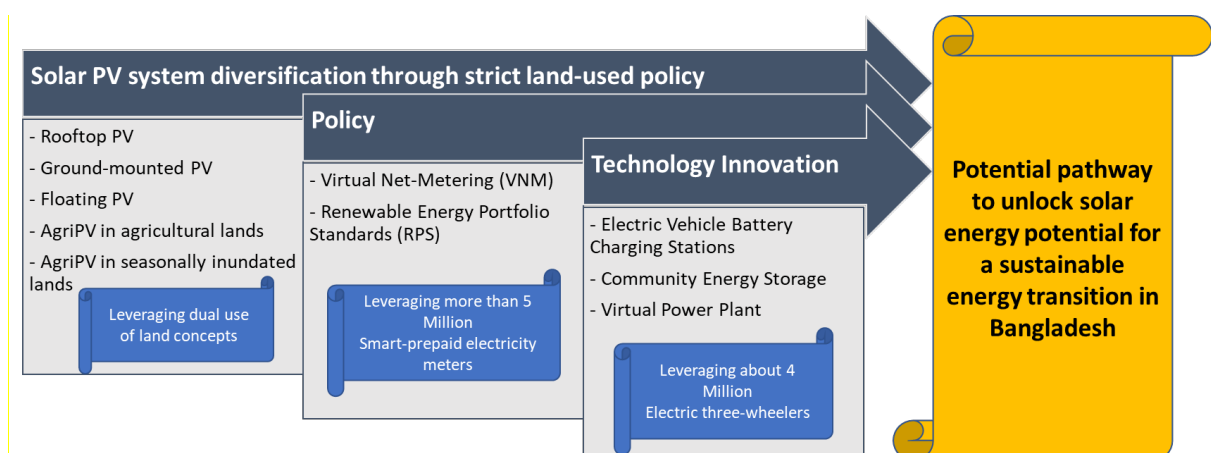 Solar PV system diversification through strict land-used policy
- Rooftop PV
- Ground-mounted PV
- Floating PV
- AgriPV in agricultural lands
- AgriPV in seasonally inundated
lands
Leveraging dual use
of land concepts
Policy
- Virtual Net-Metering (VNM)
- Renewable Energy Portfolio
Standards (RPS)
Leveraging more than 5
Million
Smart-prepaid electricity
meters
Technology Innovation
- Electric Vehicle Battery
Charging Stations
- Community Energy Storage
- Virtual Power Plant
Leveraging about 4
Million
Electric three-wheelers
Potential pathway
to unlock solar
energy potential for
a sustainable
energy transition in
Bangladesh